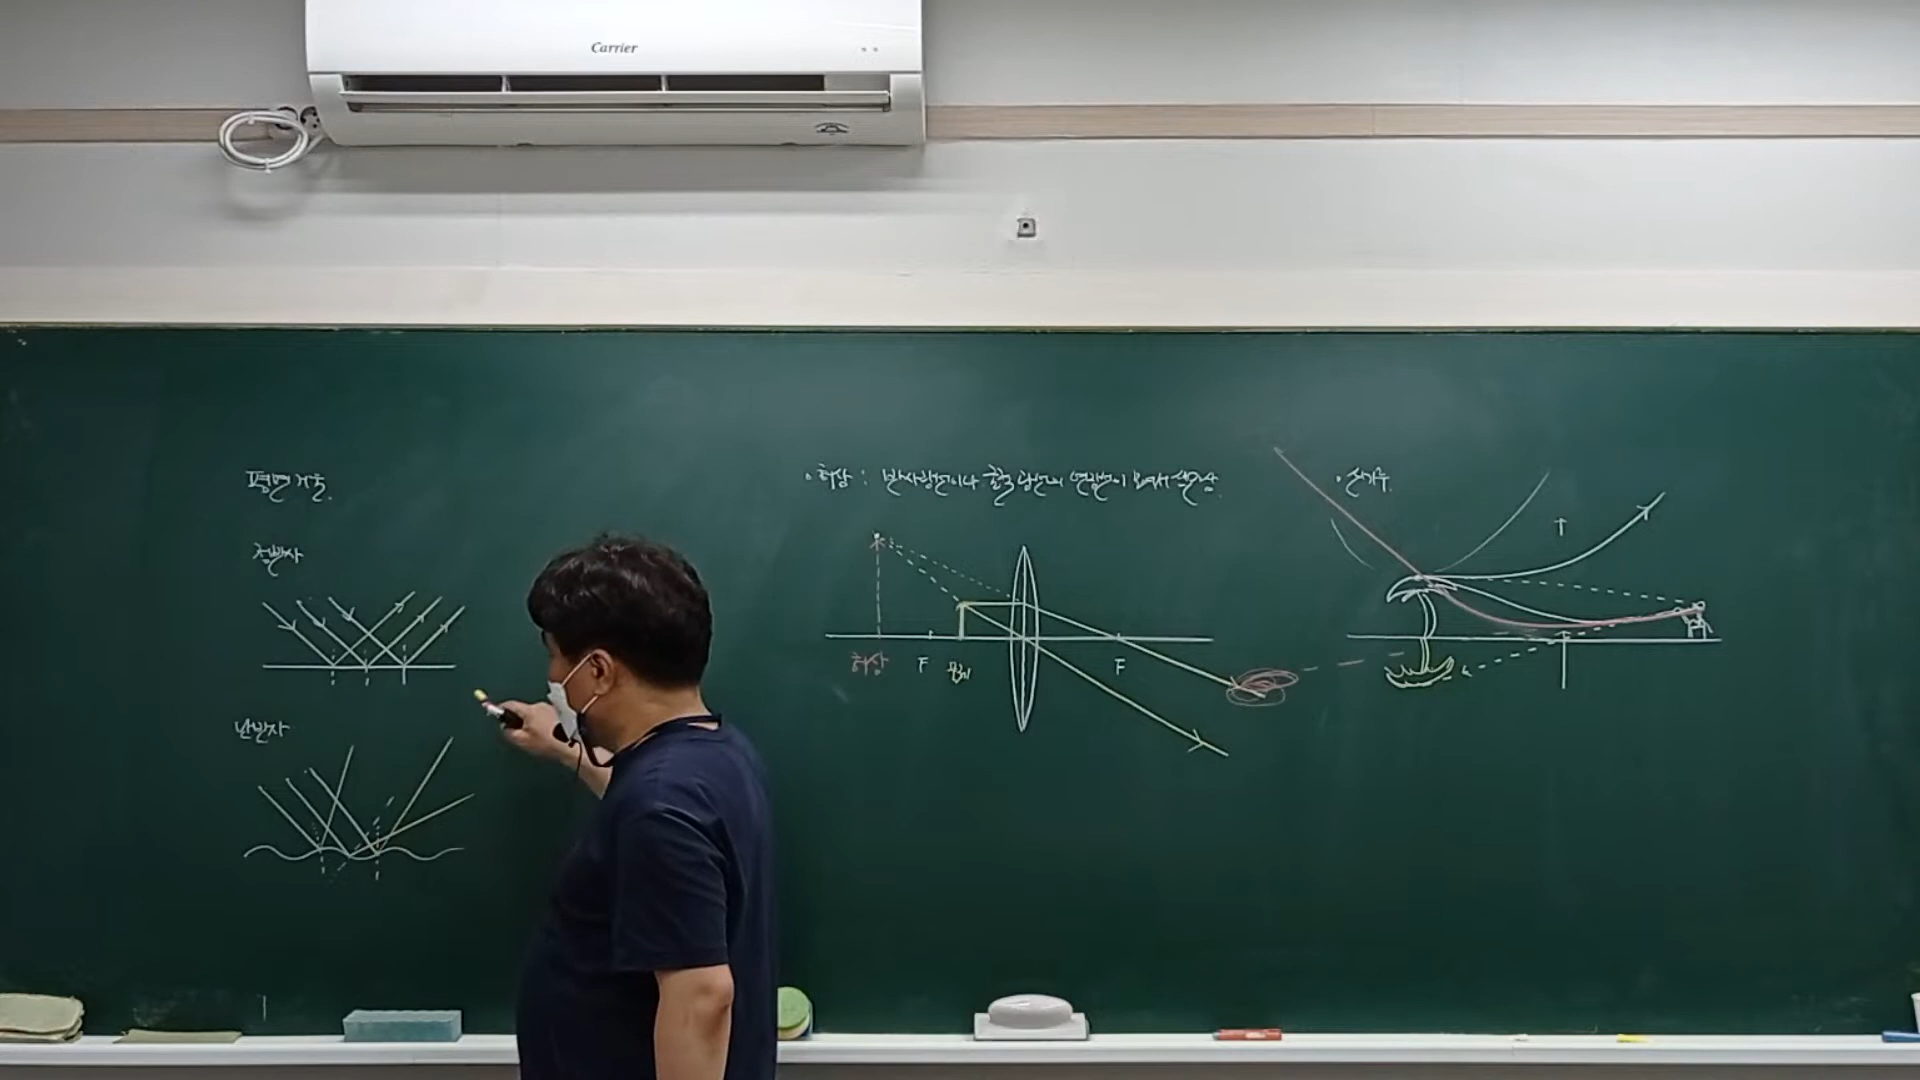 Carrier
평면거울.
정반사
난반사
◦허상 : 반사광선이나 굴절광선의 연장선이 모여서 생긴 상.
허상
F
물체
F
•신기루.
T